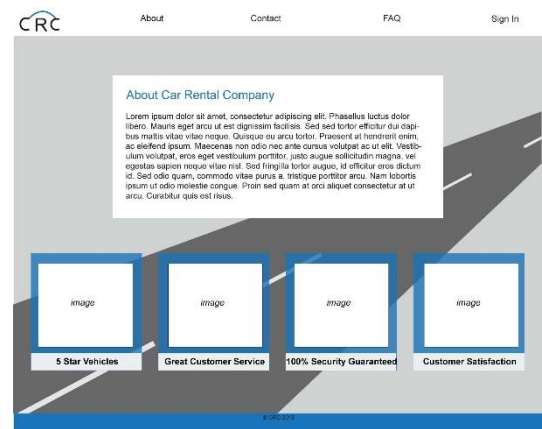 CRC
About Contact FAQ Sign In
About Car Rental Company
Lorem ipsum dolor sit amet, consectetur adipiscing elit. Phasellus luctus dolor
libero. Mauris eget arcu ut est dignissim facilisis. Sed sed tortor efficitur dui dapi-
bus mattis vitae vitae neque. Quisque eu arcu tortor. Praesent at hendrerit enim,
ac eleifend ipsum. Maecenas non odio nec ante cursus volutpat ac ut elit. Vestib-
ulum volutpat, eros eget vestibulum porttitor, justo augue sollicitudin magna, vel
egestas sapien neque vitae nisl. Sed fringilla tortor augue, id efficitur eros dictum
id. Sed odio quam, commodo vitae purus a, tristique porttitor arcu. Nam lobortis
ipsum ut odio molestie congue. Proin sed quam at orci aliquet consectetur at ut
arcu. Curabitur quis est risus.
image image image image
5 Star Vehicles Great Customer Service 100% Security Guaranteed Customer Satisfaction
© CRC